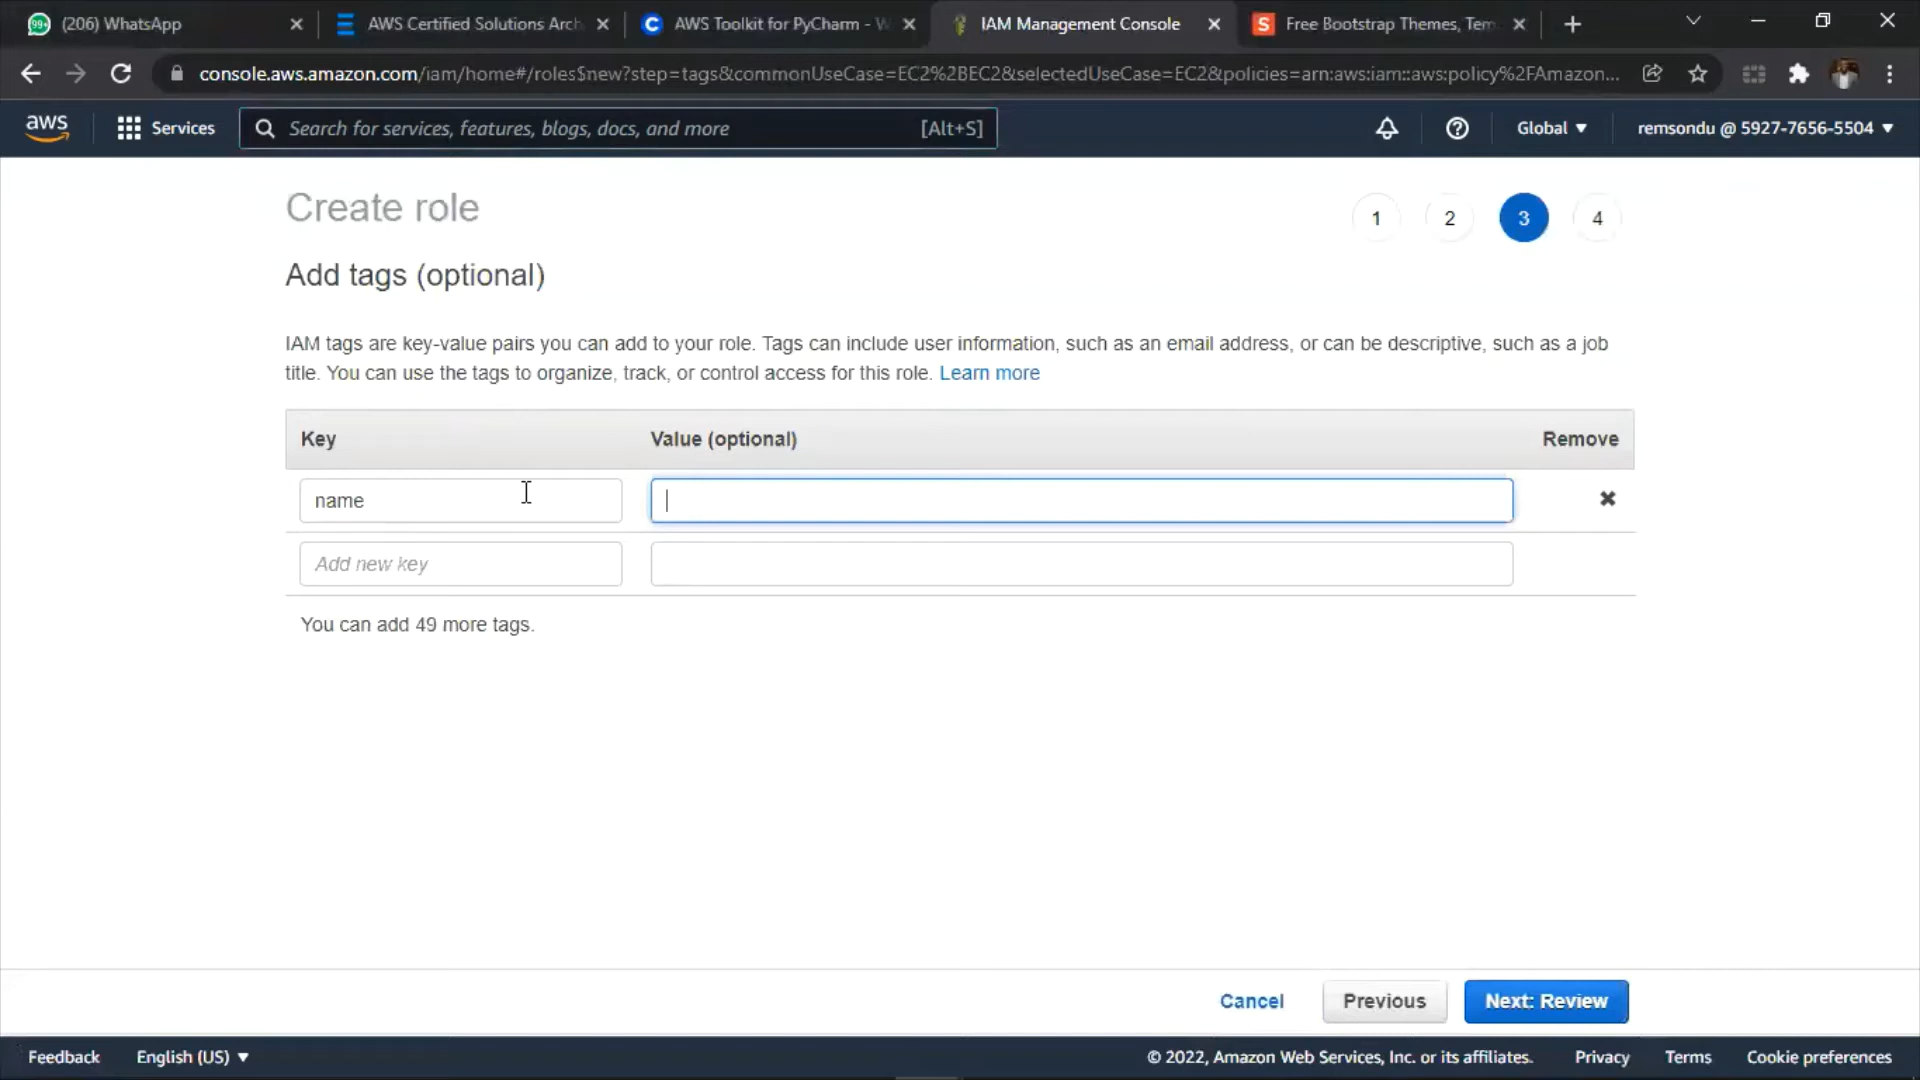 (206) WhatsApp
AWS Certified Solutions Arch
AWS Toolkit for PyCharm - W
IAM Management Console
Free Bootstrap Themes, Tem
console.aws.amazon.com/iam/home#/roles$new?step=tags&commonUseCase=EC2%2BEC2&selectedUseCase=EC2&policies=arn:aws:iam::aws:policy%2FAmazon...
aws
Services
Search for services, features, blogs, docs, and more
[Alt+S]
Global
remsondu @ 5927-7656-5504
Create role
1 2 3 4
Add tags (optional)
IAM tags are key-value pairs you can add to your role. Tags can include user information, such as an email address, or can be descriptive, such as a job
title. You can use the tags to organize, track, or control access for this role. Learn more
Key Value (optional) Remove
name
Add new key
You can add 49 more tags.
Cancel Previous Next: Review
Feedback English (US) © 2022, Amazon Web Services, Inc. or its affiliates. Privacy Terms Cookie preferences